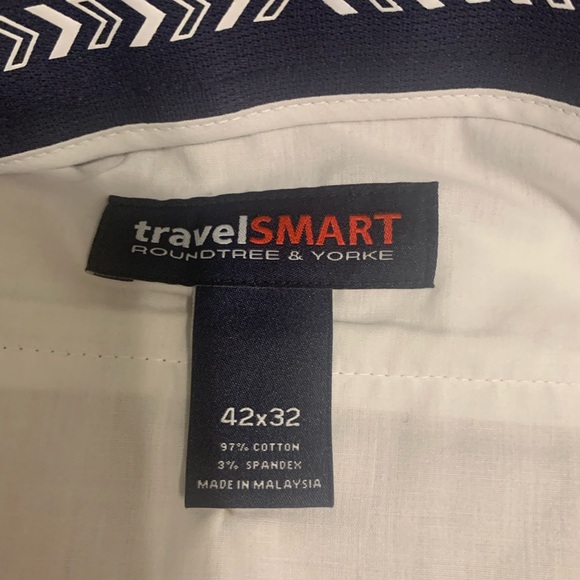 travelSMART
ROUNDTREE & YORKE
42x32
97% COTTON
3% SPANDEX
MADE IN MALAYSIA